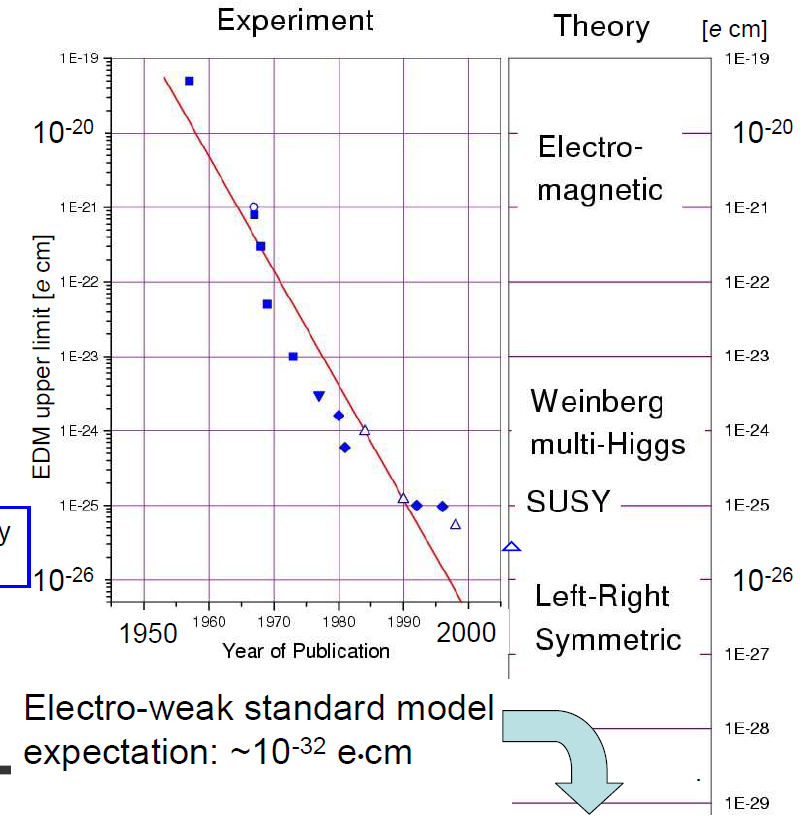 Experiment
Theory
[e cm]
1E-19
10-20
1E-21
1E-22
1E-23
1E-24
1E-25
10-26
EDM upper limit [e cm]
1950
1960
1970
1980
1990
2000
Year of Publication
Electro-
magnetic
Weinberg
multi-Higgs
SUSY
Left-Right
Symmetric
1E-19
10-20
1E-21
1E-22
1E-23
1E-24
1E-25
10-26
1E-27
1E-28
1E-29
y
Electro-weak standard model
expectation: ~10-32 e·cm